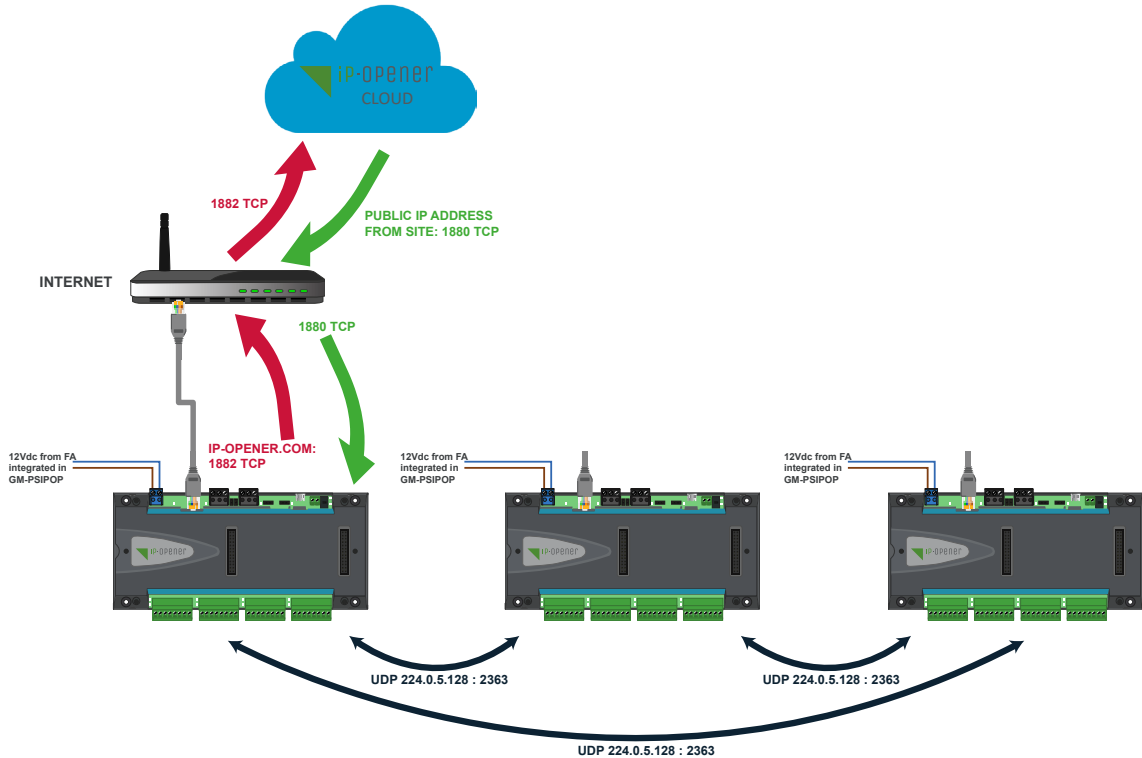 ip-opener
CLOUD
1882 TCP
PUBLIC IP ADDRESS
FROM SITE: 1880 TCP
INTERNET
1880 TCP
IP-OPENER.COM:
1882 TCP
12Vdc from FA
integrated in
GM-PSIPOP
12Vdc from FA
integrated in
GM-PSIPOP
12Vdc from FA
integrated in
GM-PSIPOP
ip-opener
ip-opener
ip-opener
UDP 224.0.5.128 : 2363
UDP 224.0.5.128 : 2363
UDP 224.0.5.128 : 2363